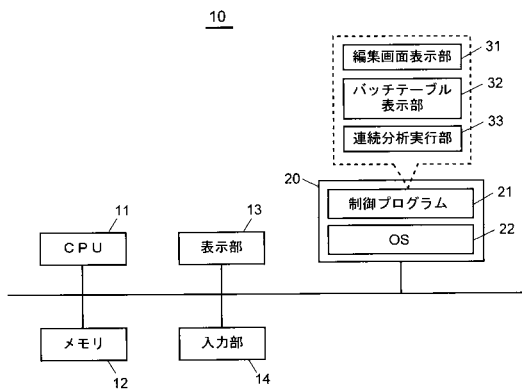 10
編集画面表示部
31
バッチテーブル
表示部
32
連続分析実行部
33
20
制御プログラム
21
OS
22
11
CPU
13
表示部
メモリ
12
入力部
14